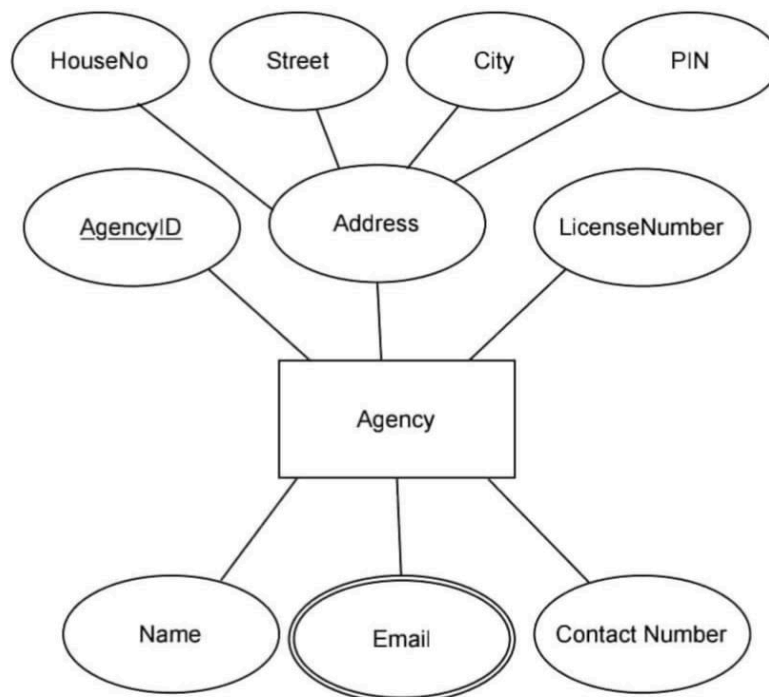 HouseNo
Street
City
PIN
AgencyID
Address
LicenseNumber
Agency
Name
Email
Contact Number